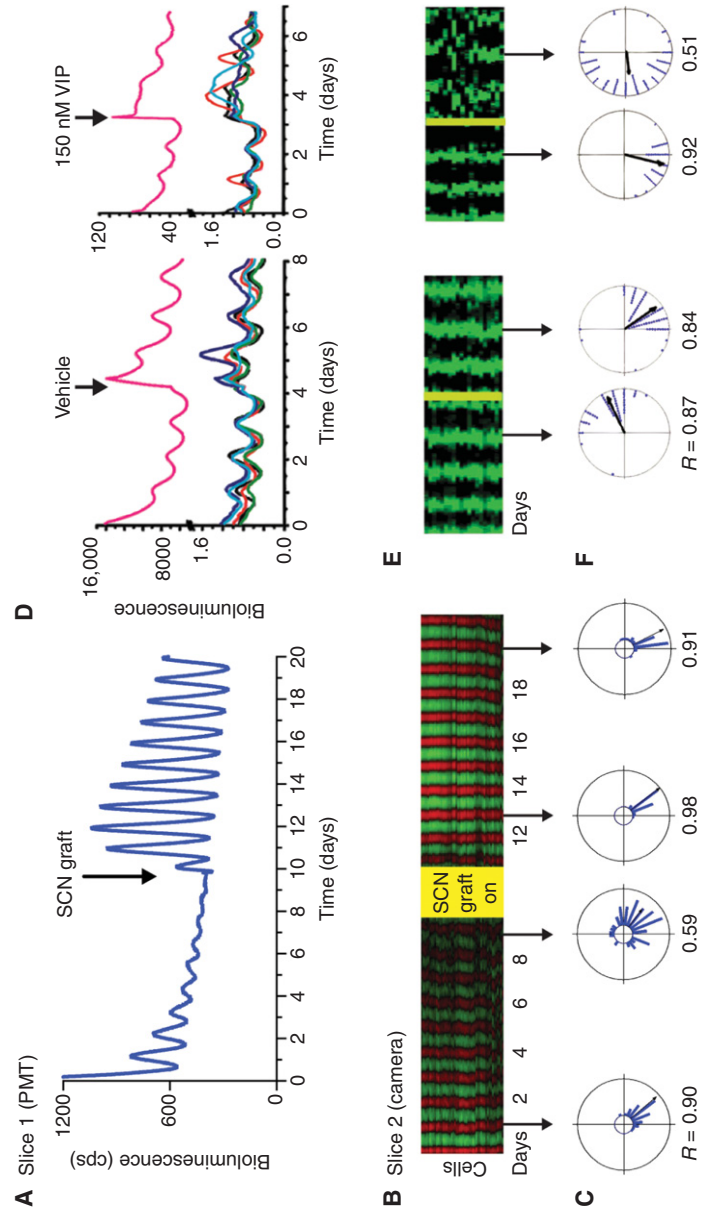 A Slice 1 (PMT)
SCN graft
1200
600
0
Bioluminescence (cps)
0 2 4 6 8 10 12 14 16 18 20
Time (days)
B Slice 2 (camera)
Cells
SCN
graft
on
Days 2 4 6 8 12 14 16 18
C
R = 0.90 0.59 0.98 0.91
D
Vehicle
150 nM VIP
16,000
8000
1.6
0.0
Bioluminescence
0 2 4 6 8
Time (days)
120
40
1.6
0.0
0 2 4 6
Time (days)
E
Days
F
R = 0.87 0.84 0.92 0.51